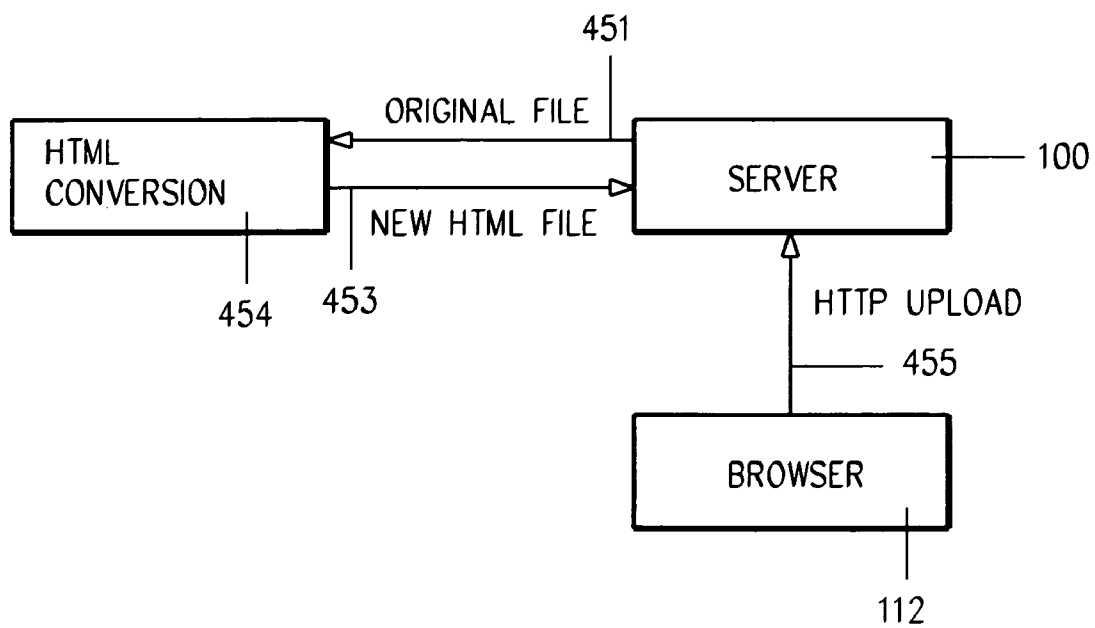 451
ORIGINAL FILE
HTML
CONVERSION
SERVER
100
NEW HTML FILE
454
453
HTTP UPLOAD
455
BROWSER
112